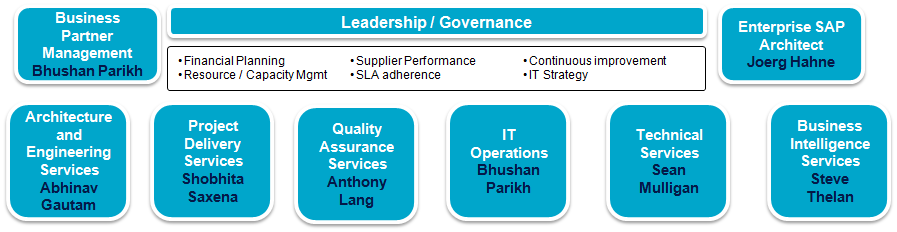 Business
Partner
Management
Bhushan Parikh
Leadership / Governance
• Financial Planning
• Resource / Capacity Mgmt
• Supplier Performance
• SLA adherence
• Continuous improvement
• IT Strategy
Enterprise SAP
Architect
Joerg Hahne
Architecture
and
Engineering
Services
Abhinav
Gautam
Project
Delivery
Services
Shobhita
Saxena
Quality
Assurance
Services
Anthony
Lang
IT
Operations
Bhushan
Parikh
Technical
Services
Sean
Mulligan
Business
Intelligence
Services
Steve
Thelan